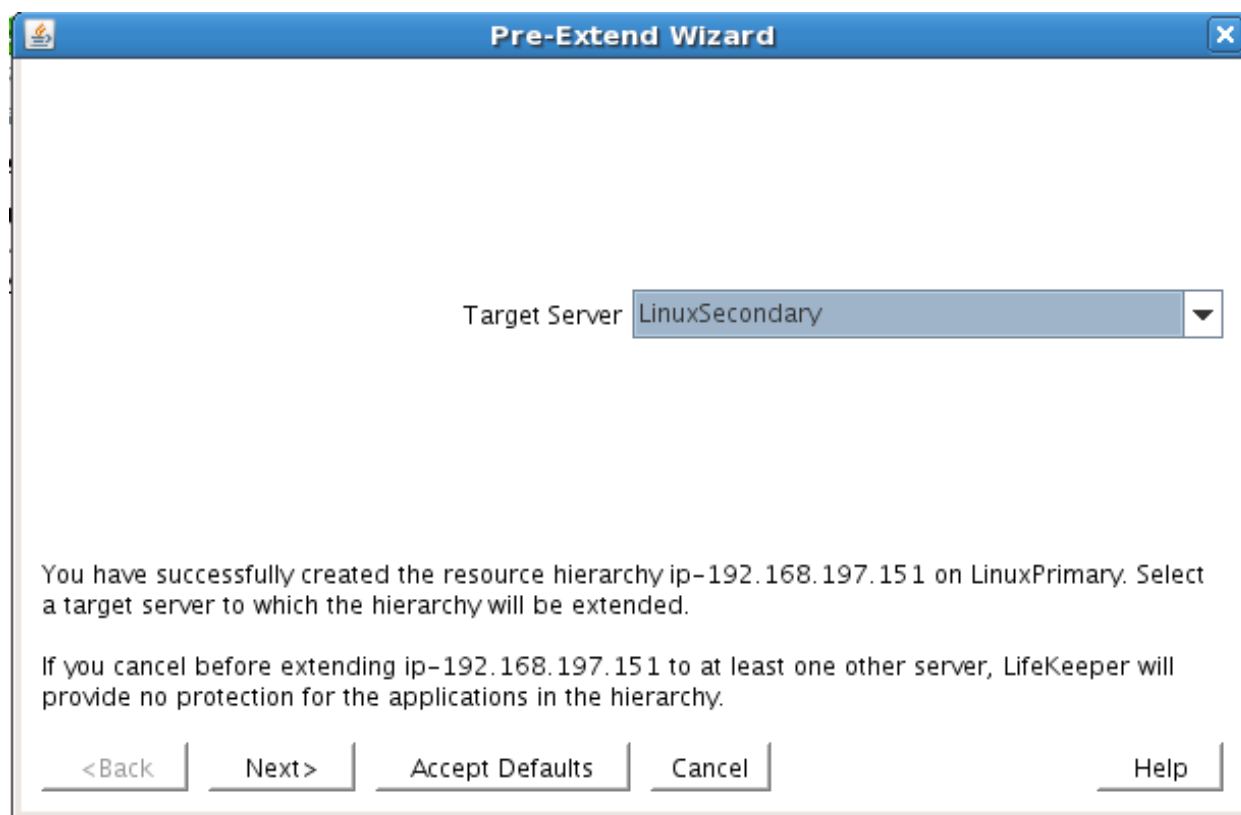 Pre-Extend Wizard
Target Server LinuxSecondary
You have successfully created the resource hierarchy ip-192.168.197.151 on LinuxPrimary. Select
a target server to which the hierarchy will be extended.
If you cancel before extending ip-192.168.197.151 to at least one other server, LifeKeeper will
provide no protection for the applications in the hierarchy.
<Back Next> Accept Defaults Cancel Help